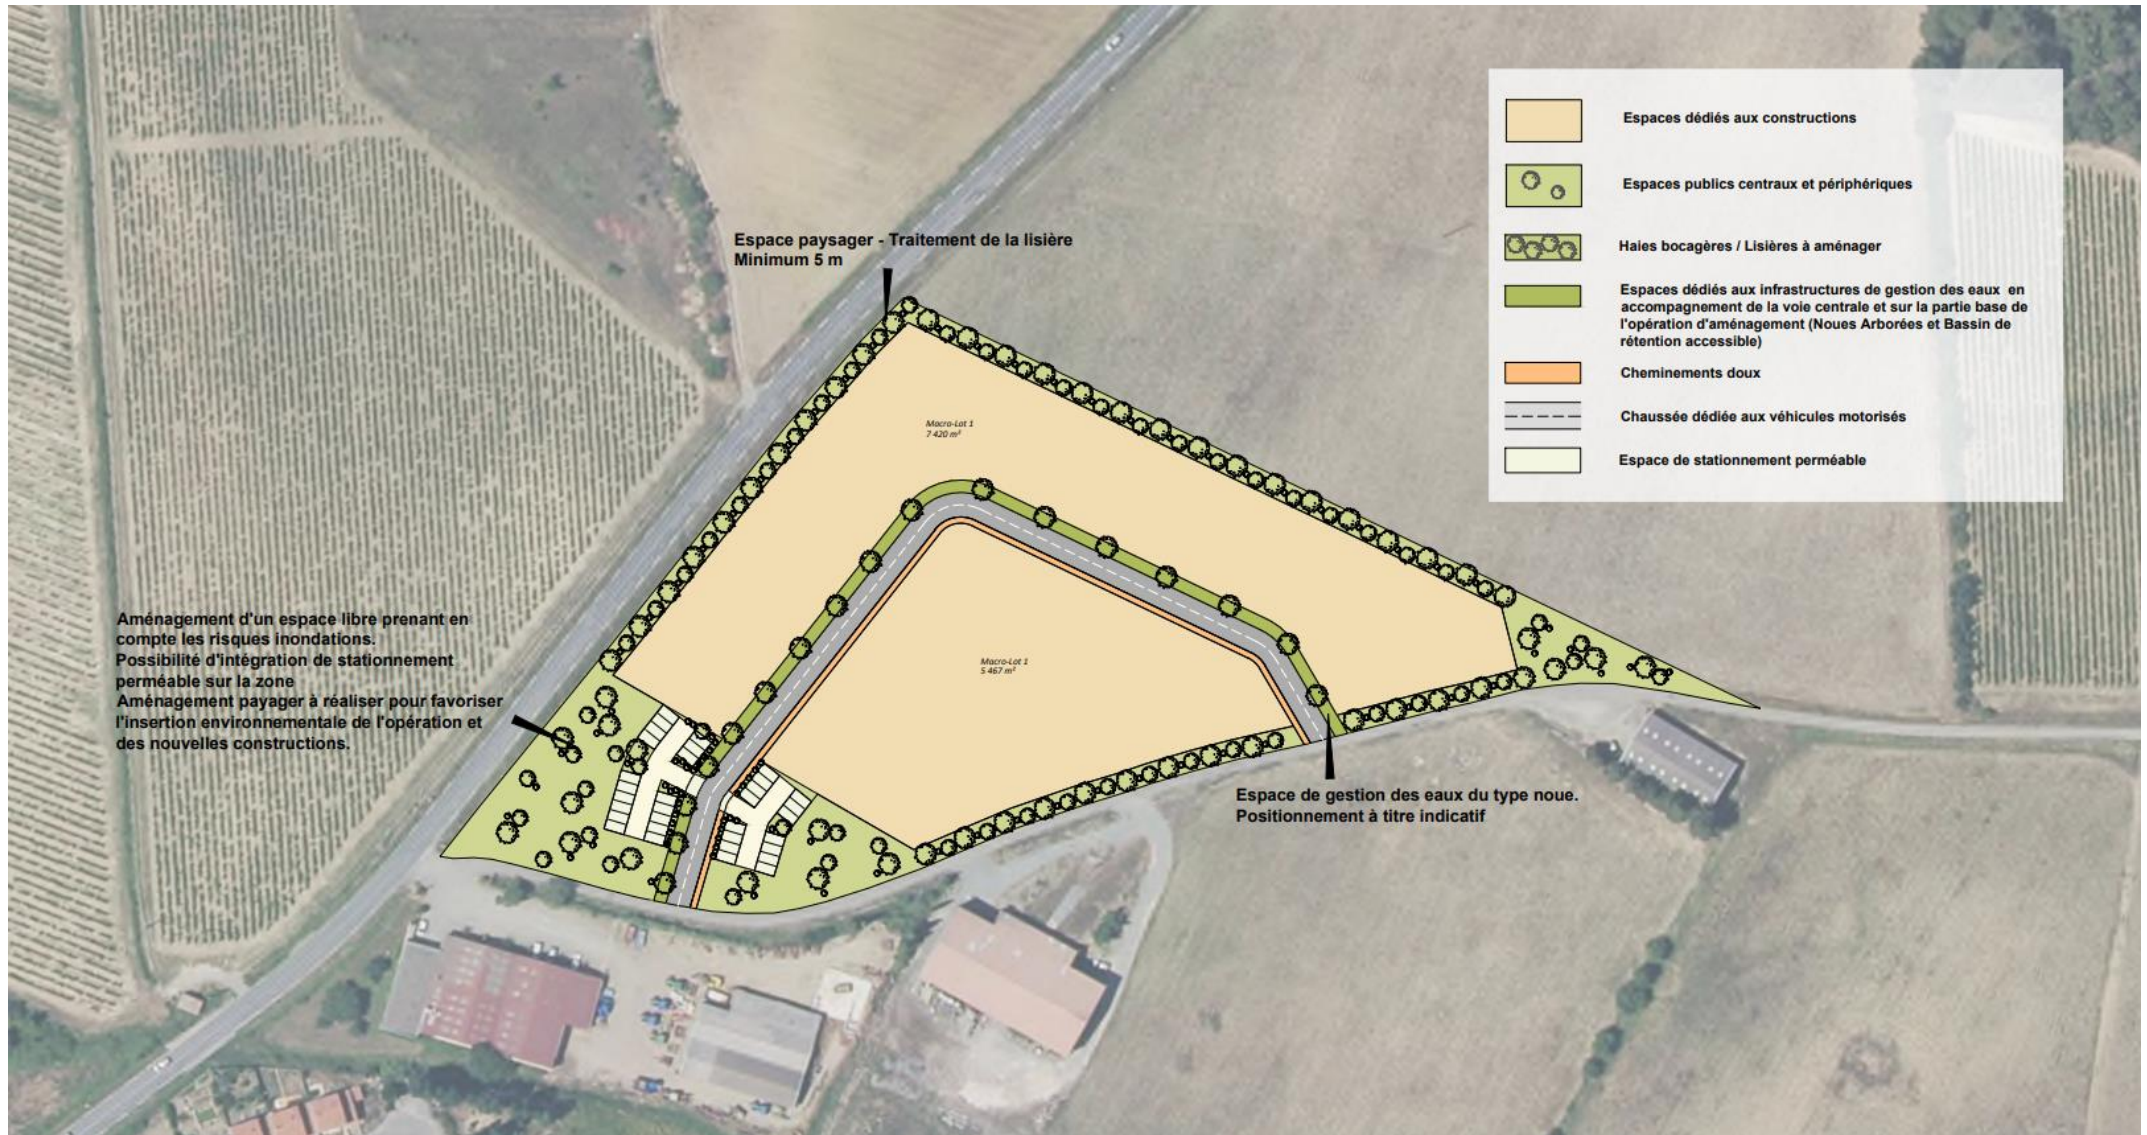 Espaces dédiés aux constructions
Espaces publics centraux et périphériques
Espace paysager - Traitement de la lisière
Minimum 5 m
Haies bocagères / Lisières à aménager
Espaces dédiés aux infrastructures de gestion des eaux en
accompagnement de la voie centrale et sur la partie base de
l'opération d'aménagement (Noues Arborées et Bassin de
rétention accessible)
Cheminements doux
Chaussée dédiée aux véhicules motorisés
Espace de stationnement perméable
Macro-Lot 1
7 420 m²
Aménagement d'un espace libre prenant en
compte les risques inondations.
Possibilité d'intégration de stationnement
perméable sur la zone
Aménagement payager à réaliser pour favoriser
l'insertion environnementale de l'opération et
des nouvelles constructions.
Macro-Lot 1
5 467 m²
Espace de gestion des eaux du type noue.
Positionnement à titre indicatif